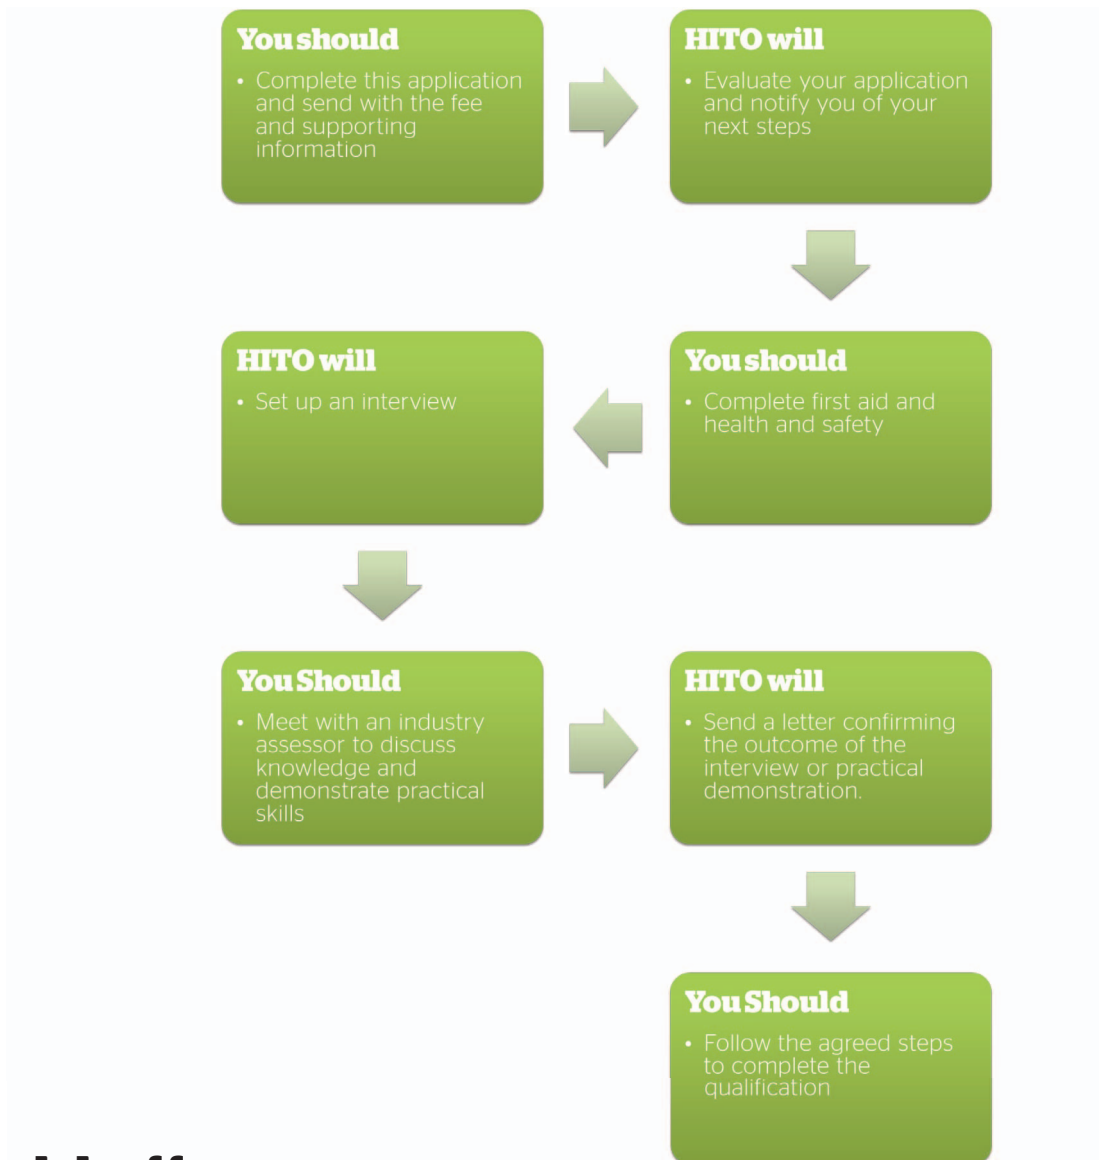 You should
• Complete this application
and send with the fee
and supporting
information
HITO will
• Evaluate your application
and notify you of your
next steps
You should
• Complete first aid and
health and safety
HITO will
• Set up an interview
You Should
• Meet with an industry
assessor to discuss
knowledge and
demonstrate practical
skills
HITO will
• Send a letter confirming
the outcome of the
interview or practical
demonstration.
You Should
• Follow the agreed steps
to complete the
qualification